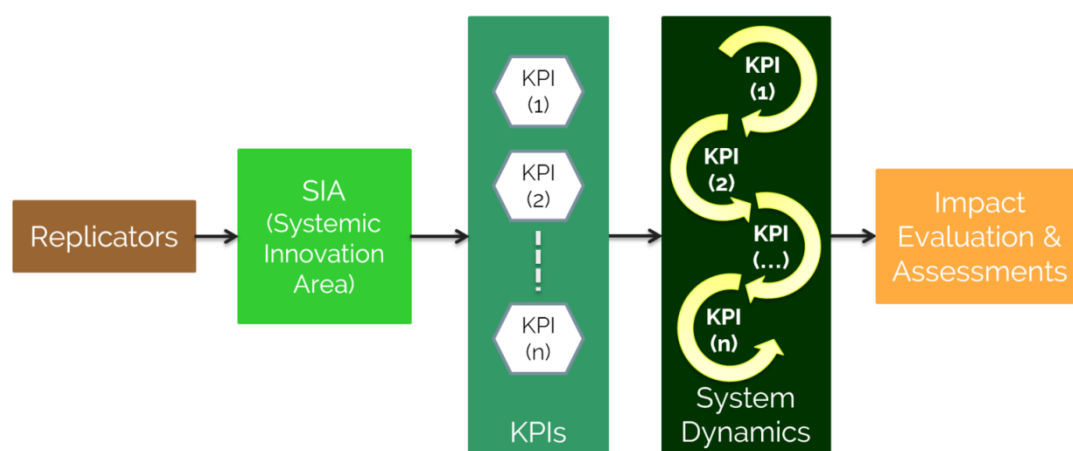 Replicators
SIA
(Systemic
Innovation
Area)
KPI
(1)
KPI
(2)
KPI
(n)
KPIs
KPI
(1)
KPI
(2)
KPI
(...)
KPI
(n)
System
Dynamics
Impact
Evaluation &
Assessments